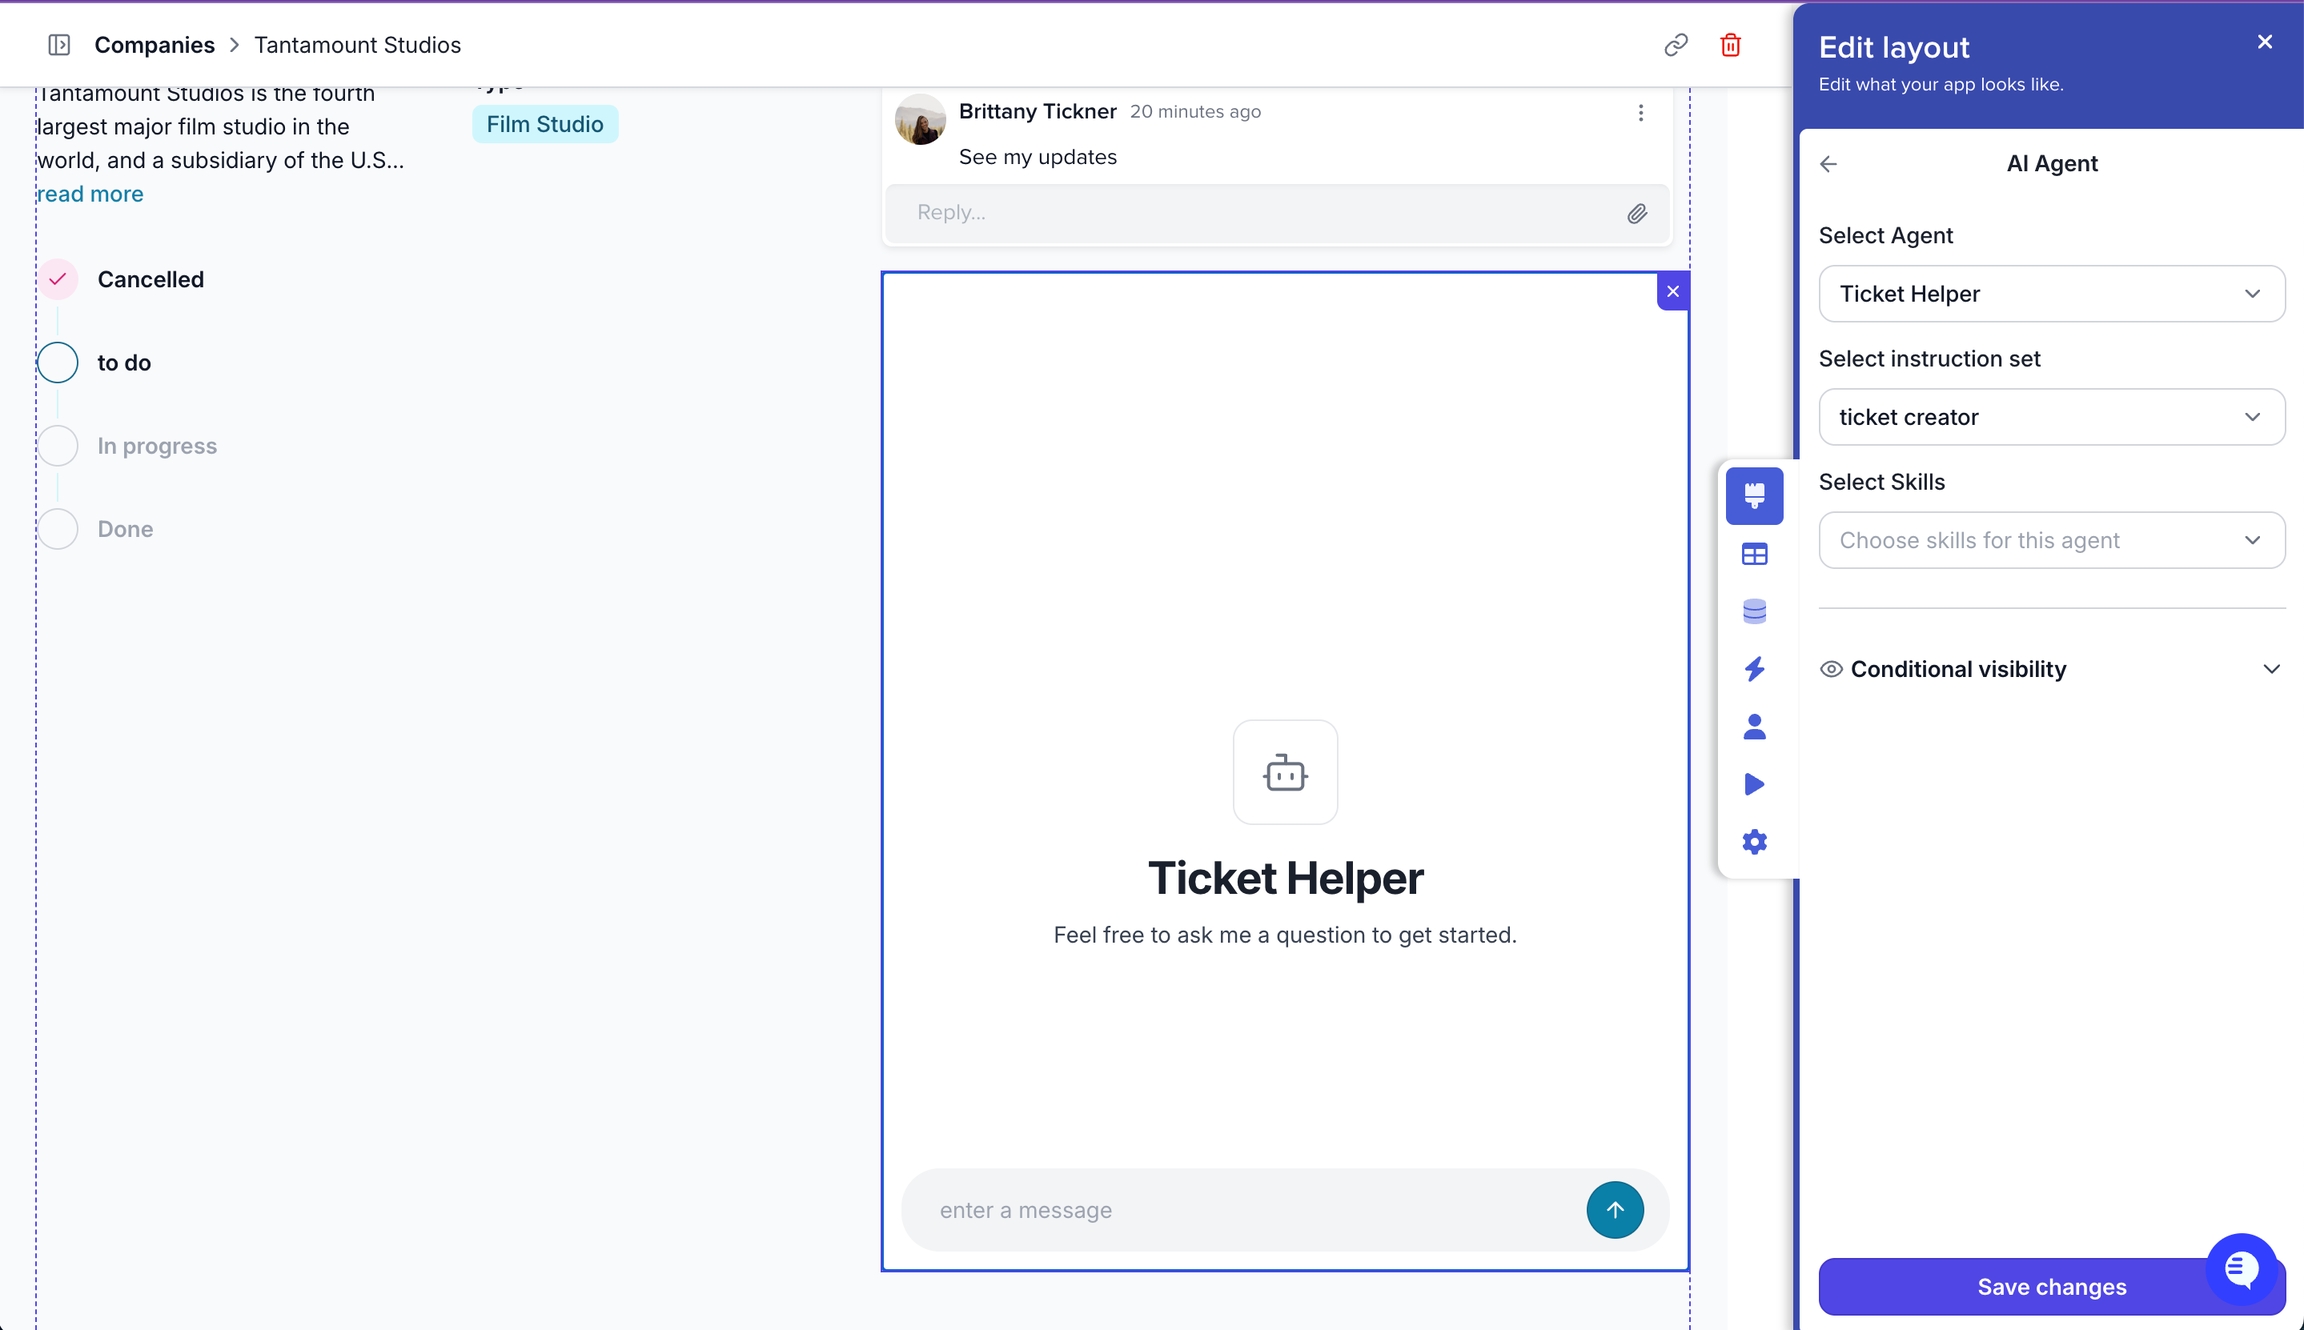 Companies > Tantamount Studios
Tantamount Studios is the fourth
largest major film studio in the
world, and a subsidiary of the U.S...
read more
Type
Film Studio
Cancelled
to do
In progress
Done
Brittany Tickner 20 minutes ago
See my updates
Reply...
Ticket Helper
Feel free to ask me a question to get started.
enter a message
Edit layout
Edit what your app looks like.
AI Agent
Select Agent
Ticket Helper
Select instruction set
ticket creator
Select Skills
Choose skills for this agent
Conditional visibility
Save changes